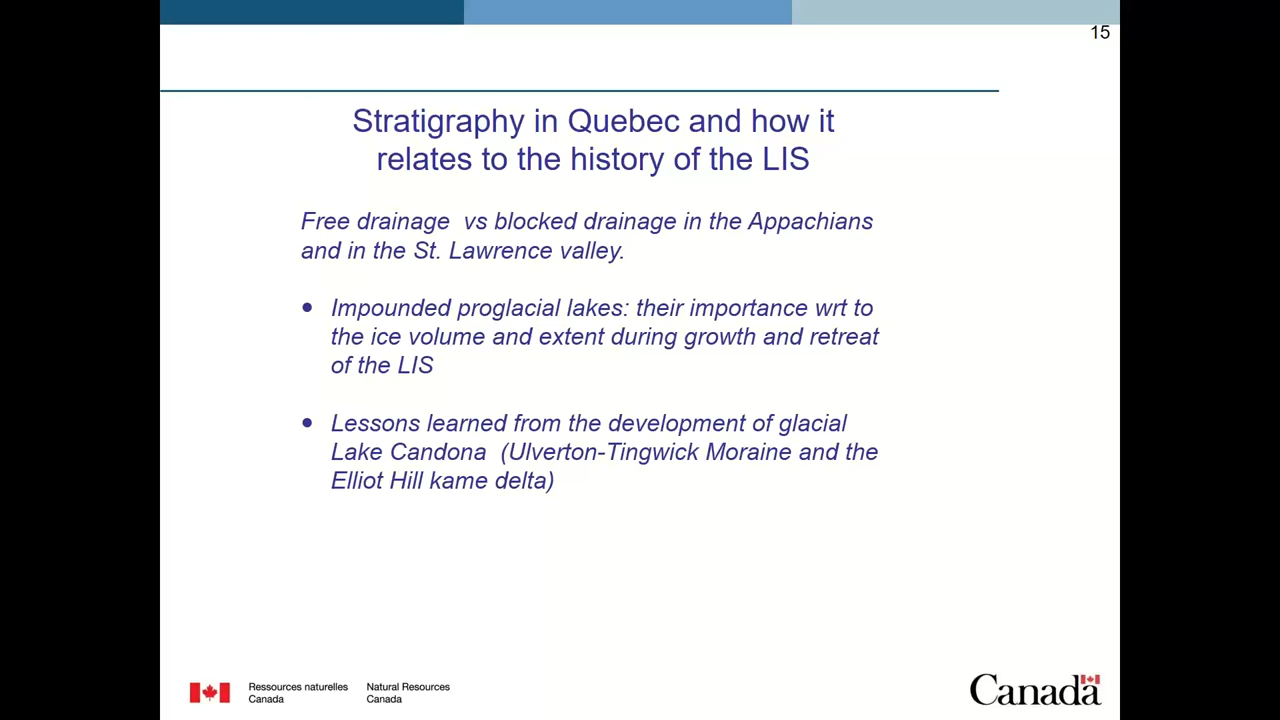 15
Stratigraphy in Quebec and how it
relates to the history of the LIS
Free drainage vs blocked drainage in the Appachians
and in the St. Lawrence valley.
• Impounded proglacial lakes: their importance wrt to
the ice volume and extent during growth and retreat
of the LIS
• Lessons learned from the development of glacial
Lake Candona (Ulverton-Tingwick Moraine and the
Elliot Hill kame delta)
Ressources naturelles
Canada
Natural Resources
Canada
Canada